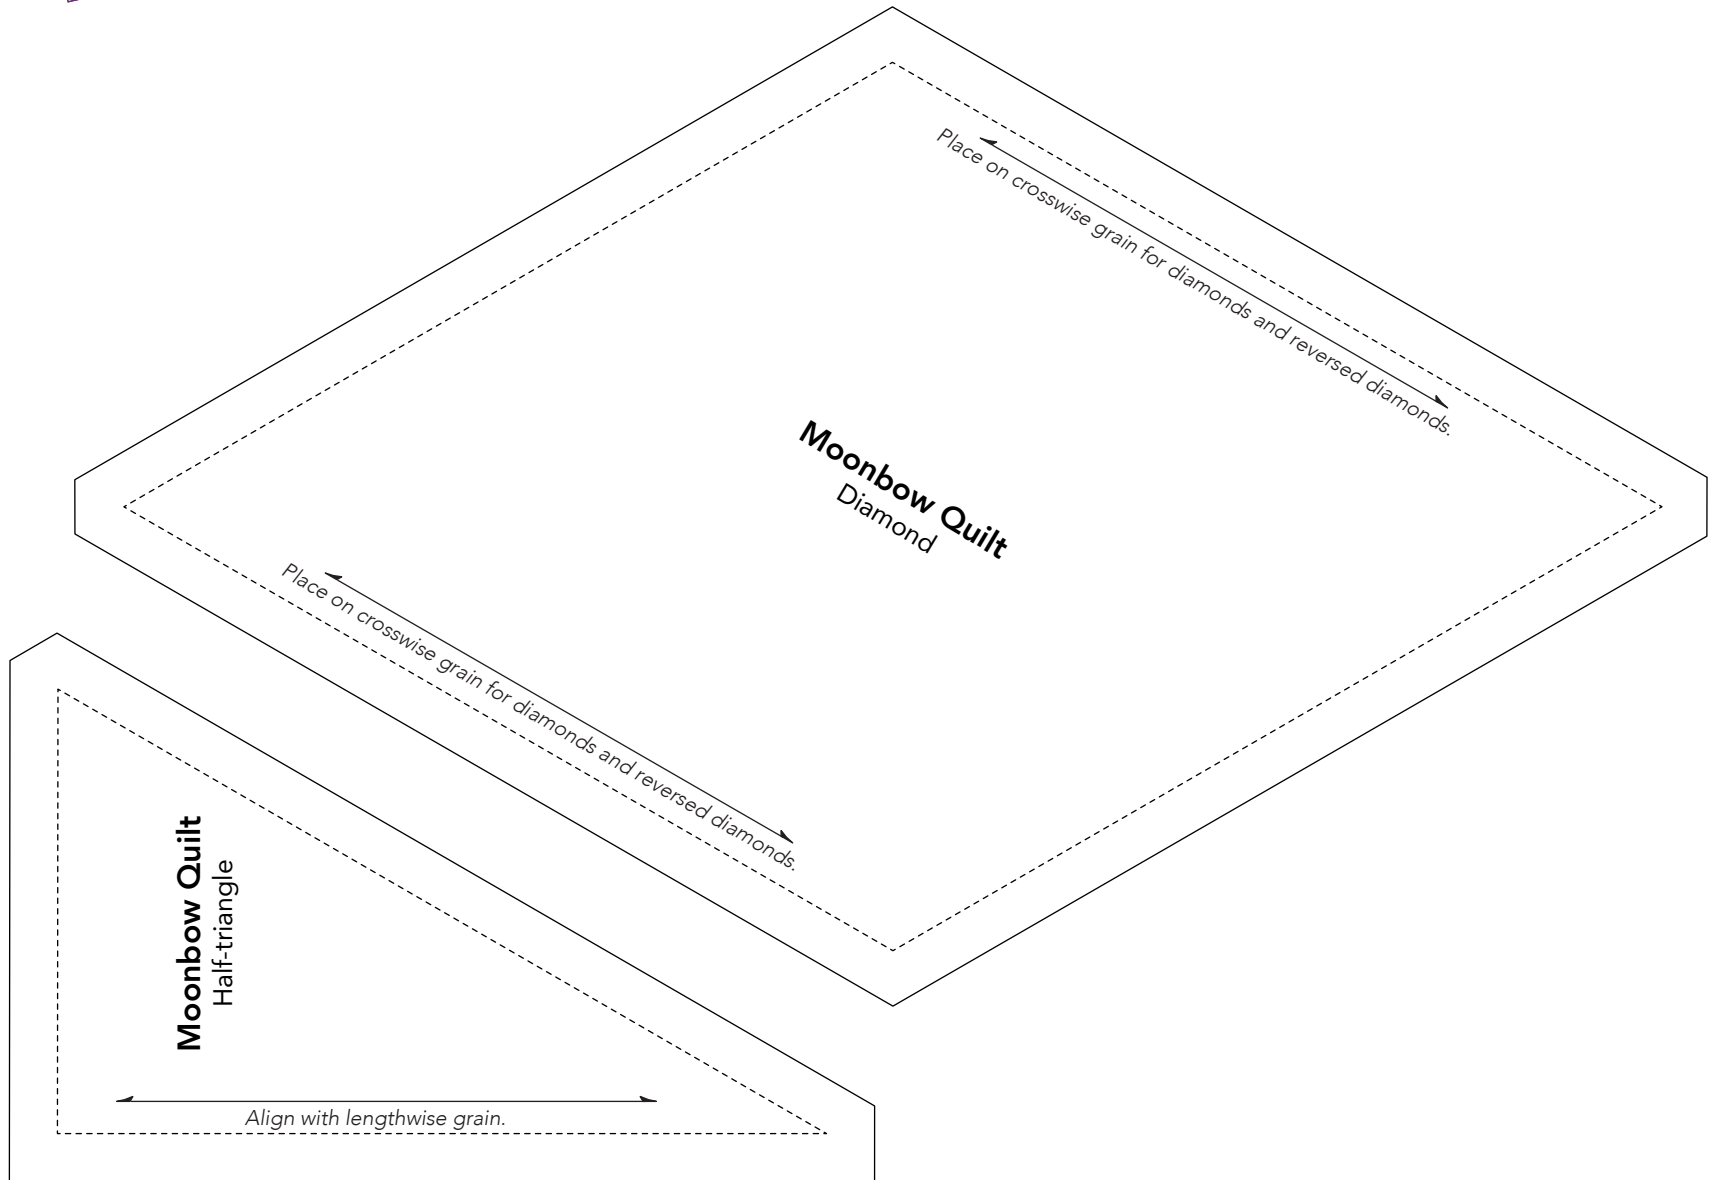 Place on crosswise grain for diamonds and reversed diamonds.
Moonbow Quilt
Diamond
Place on crosswise grain for diamonds and reversed diamonds.
Moonbow Quilt
Half-triangle
Align with lengthwise grain.